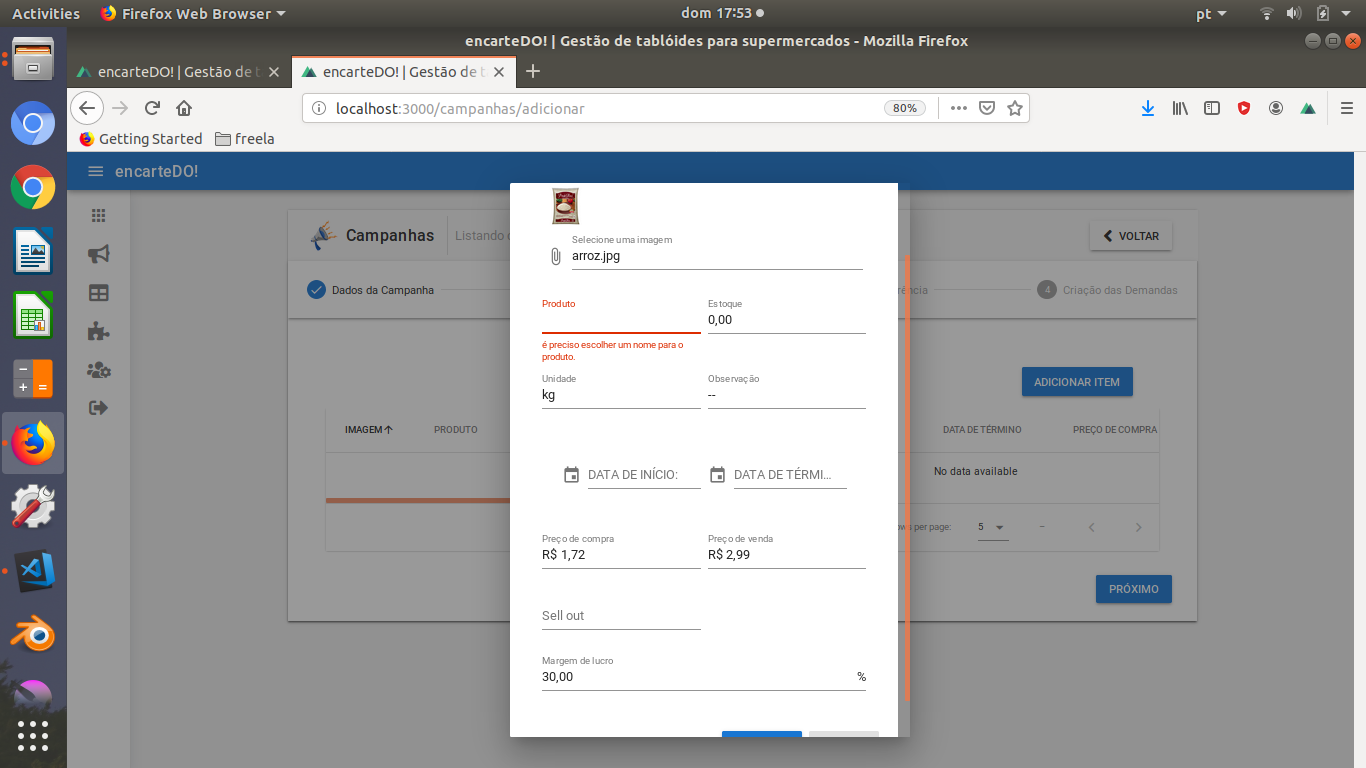 Activities
Firefox Web Browser
dom 17:53
pt
encarteDO! | Gestão de tablóides para supermercados - Mozilla Firefox
encarteDO! | Gestão de t
encarteDO! | Gestão de t
localhost:3000/campanhas/adicionar
80%
Getting Started
freela
encarteDO!
Campanhas
Listando
VOLTAR
Dados da Campanha
4
Criação das Demandas
ADICIONAR ITEM
IMAGEM
PRODUTO
DATA DE TÉRMINO
PREÇO DE COMPRA
No data available
per page:
5
–
PRÓXIMO
Selecione uma imagem
arroz.jpg
Produto
Estoque
0,00
é preciso escolher um nome para o
produto.
Unidade
Observação
kg
--
DATA DE INÍCIO:
DATA DE TÉRMI...
Preço de compra
Preço de venda
R$ 1,72
R$ 2,99
Sell out
Margem de lucro
30,00
%